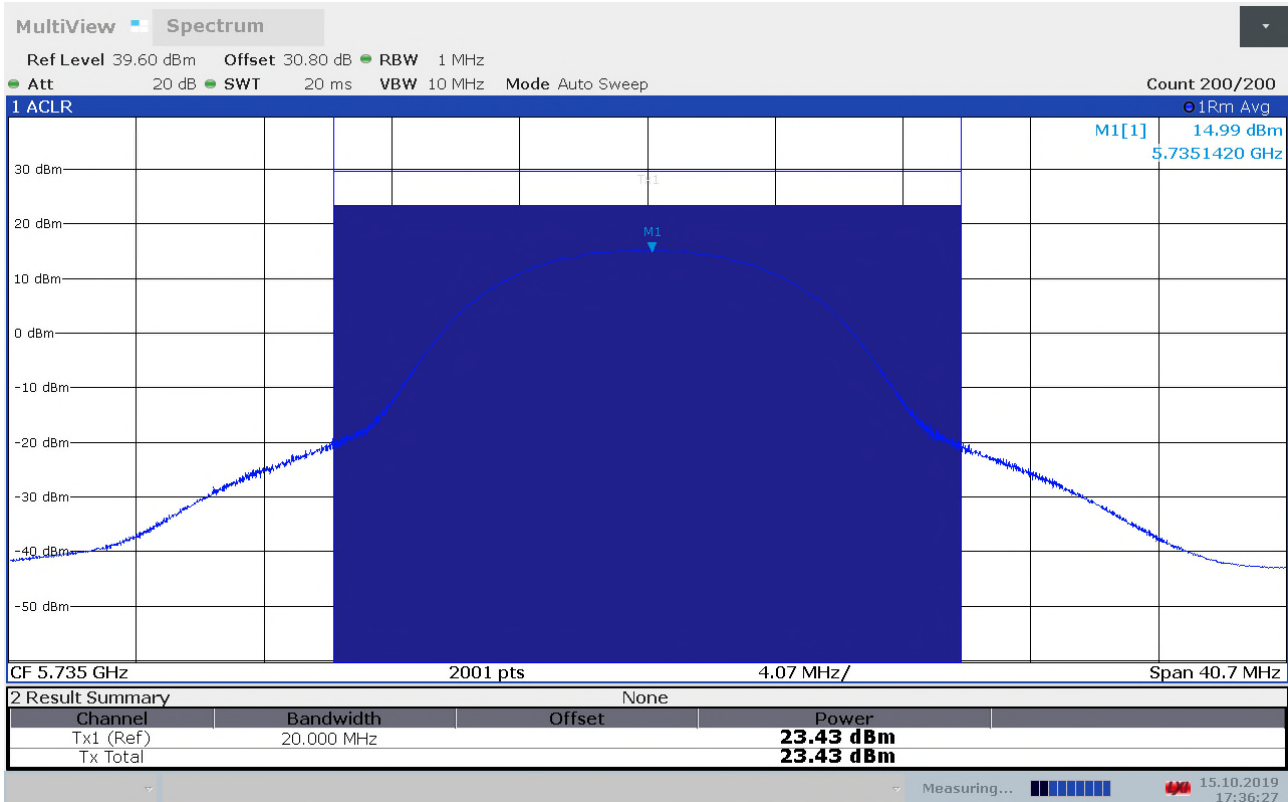 MultiView Spectrum
Ref Level 39.60 dBm Offset 30.80 dB RBW 1 MHz
Att 20 dB SWT 20 ms VBW 10 MHz Mode Auto Sweep Count 200/200
1 ACLR 1Rm Avg
M1[1] 14.99 dBm
5.7351420 GHz
30 dBm
Tx1
20 dBm
M1
10 dBm
0 dBm
-10 dBm
-20 dBm
-30 dBm
-40 dBm
-50 dBm
CF 5.735 GHz 2001 pts 4.07 MHz/ Span 40.7 MHz
2 Result Summary None
Channel Bandwidth Offset Power
Tx1 (Ref) 20.000 MHz 23.43 dBm
Tx Total 23.43 dBm
Measuring... LXI 15.10.2019
17:36:27